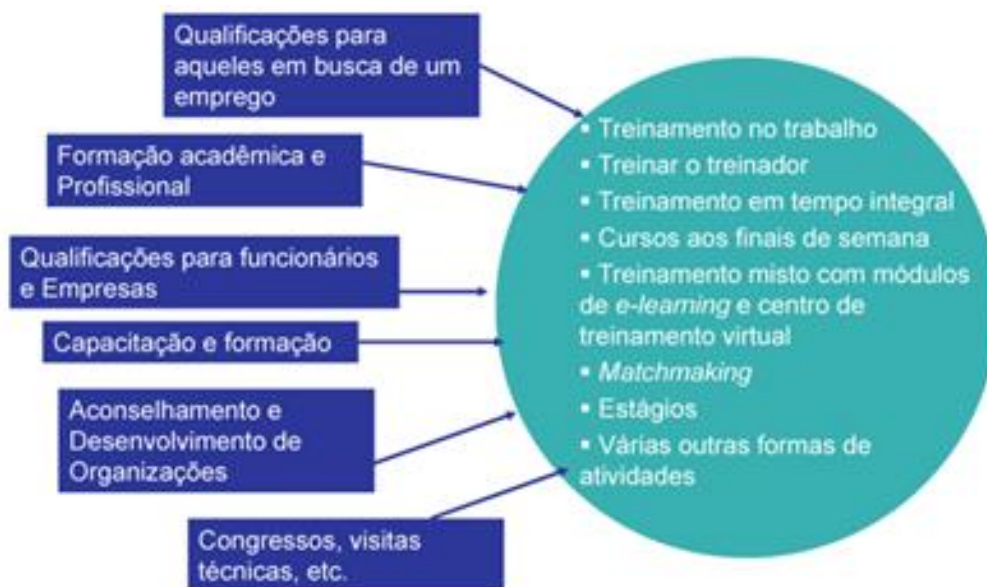 Qualificações para
aqueles em busca de um
emprego
Formação acadêmica e
Profissional
Qualificações para funcionários
e Empresas
Capacitação e formação
Aconselhamento e
Desenvolvimento de
Organizações
Congressos, visitas
técnicas, etc.
▪ Treinamento no trabalho
▪ Treinar o treinador
▪ Treinamento em tempo integral
▪ Cursos aos finais de semana
▪ Treinamento misto com módulos
de e-learning e centro de
treinamento virtual
▪ Matchmaking
▪ Estágios
▪ Várias outras formas de
atividades